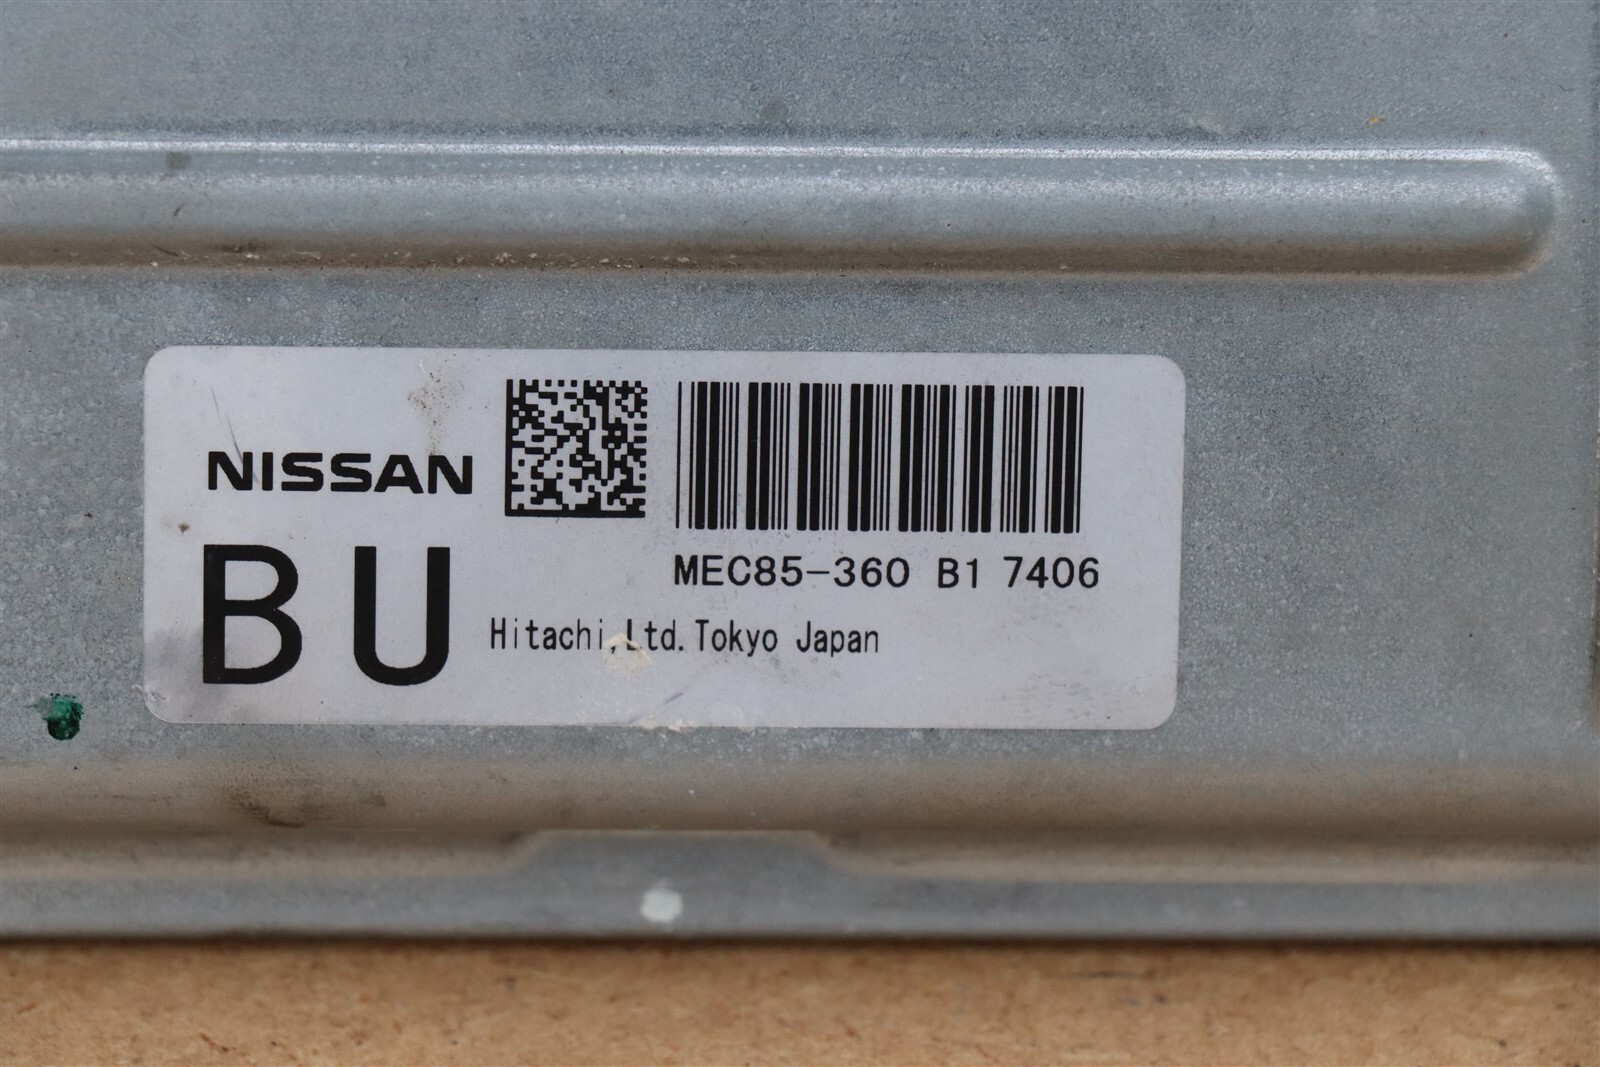 NISSAN
MEC85-360 B1 7406
BU
Hitachi,Ltd.Tokyo Japan